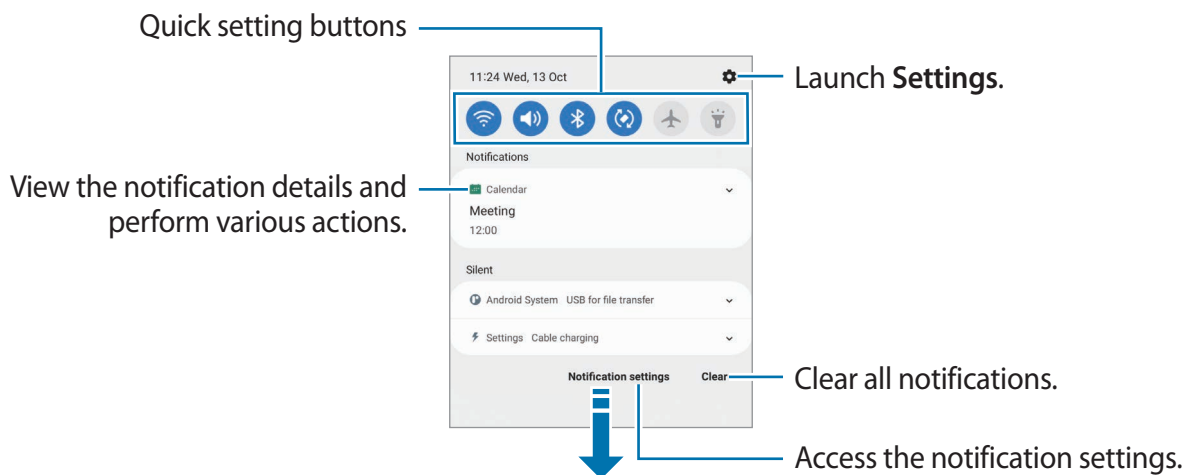 Quick setting buttons
11:24 Wed, 13 Oct
Launch Settings.
Notifications
View the notification details and
perform various actions.
Calendar
Meeting
12:00
Silent
Android System USB for file transfer
Settings Cable charging
Notification settings Clear
Clear all notifications.
Access the notification settings.